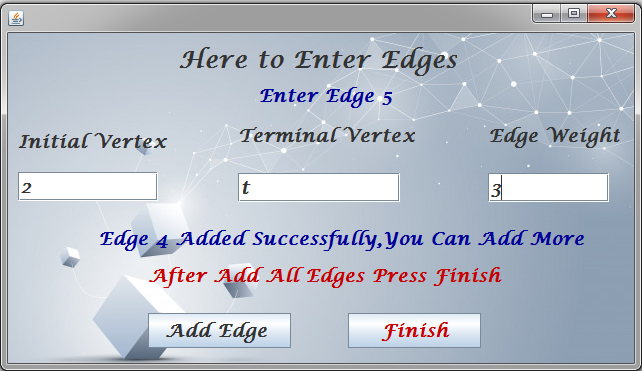 Here to Enter Edges
Enter Edge 5
Initial Vertex Terminal Vertex Edge Weight
2 t 3
Edge 4 Added Successfully,You Can Add More
After Add All Edges Press Finish
Add Edge Finish